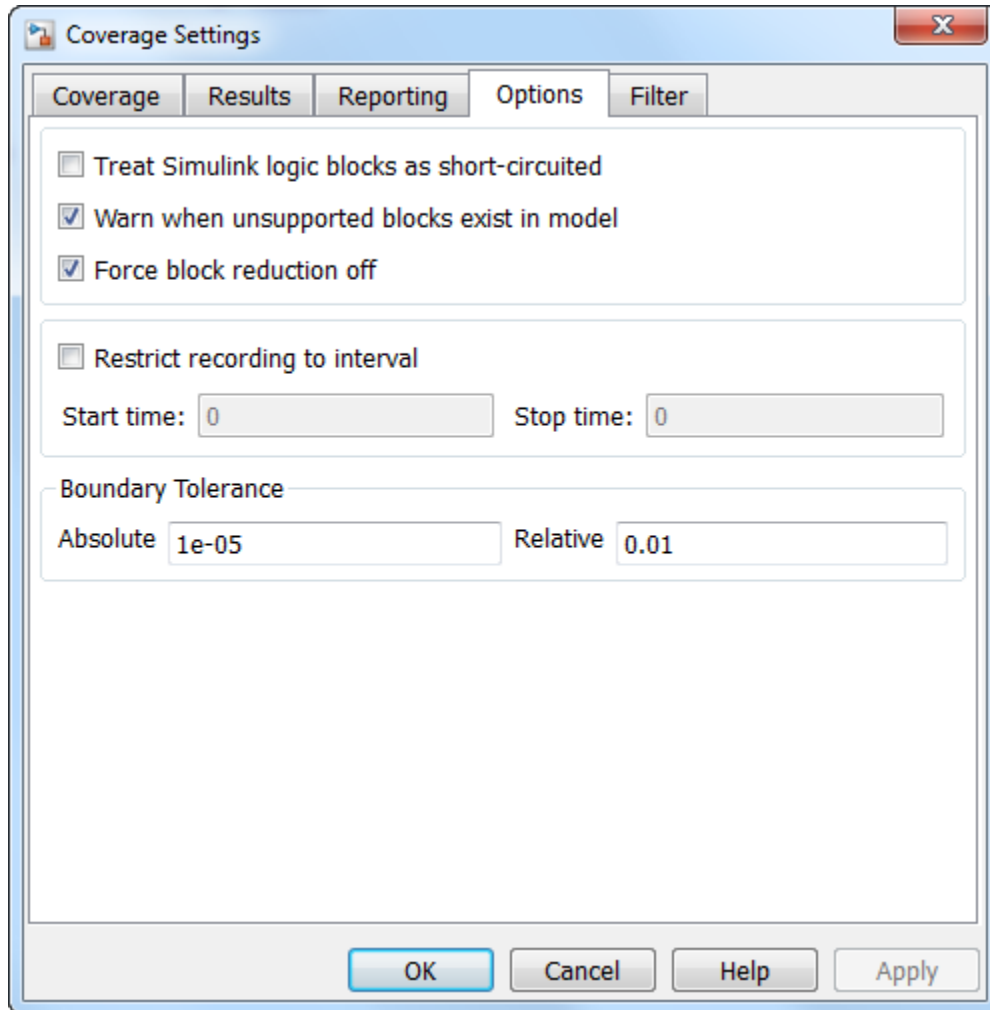 Coverage Settings
Coverage Results Reporting Options Filter
Treat Simulink logic blocks as short-circuited
Warn when unsupported blocks exist in model
Force block reduction off
Restrict recording to interval
Start time: 0 Stop time: 0
Boundary Tolerance
Absolute 1e-05 Relative 0.01
OK Cancel Help Apply